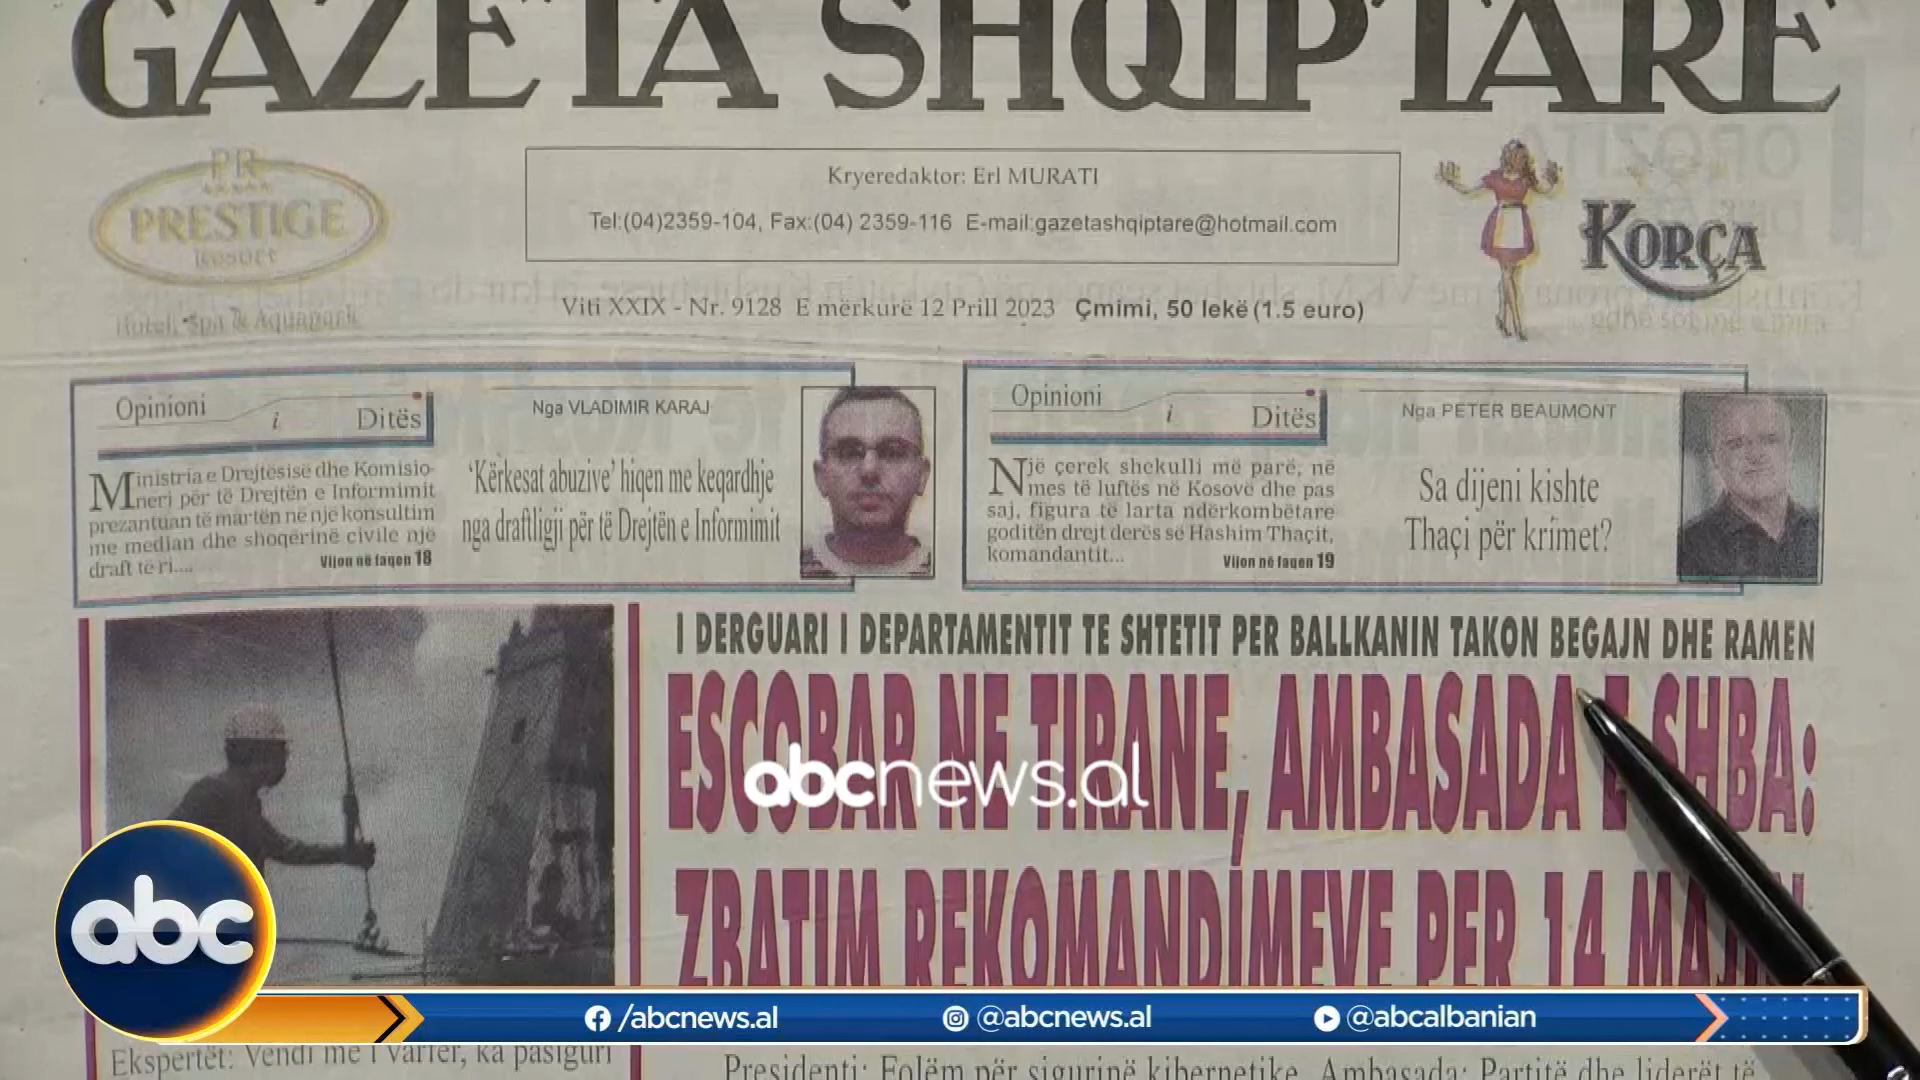 GAZETA SHQIPTARE
PR
PRESTIGE
RESORT
Hotel, Spa & Aquapark
Kryeredaktor: Erl MURATI
Tel:(04)2359-104, Fax:(04) 2359-116 E-mail:gazetashqiptare@hotmail.com
KORÇA
Viti XXIX - Nr. 9128 E mërkurë 12 Prill 2023 Çmimi, 50 lekë (1.5 euro)
Opinioni
i Ditës
Ministria e Drejtësisë dhe Komisio-
neri për të Drejtën e Informimit
prezantuan të martën në një konsultim
me median dhe shoqërinë civile një
draft të ri....
Vijon në faqen 18
Nga VLADIMIR KARAJ
‘Kërkesat abuzive’ hiqen me keqardhje
nga draftligji për të Drejtën e Informimit
Opinioni
i Ditës
Një çerek shekulli më parë, në
mes të luftës në Kosovë dhe pas
saj, figura të larta ndërkombëtare
goditën drejt derës së Hashim Thaçit,
komandantit...
Vijon në faqen 19
Nga PETER BEAUMONT
Sa dijeni kishte
Thaçi për krimet?
I DERGUARI I DEPARTAMENTIT TE SHTETIT PER BALLKANIN TAKON BEGAJN DHE RAMEN
ESCOBAR NE TIRANE, AMBASADA E SHBA:
abcnews.al
ZBATIM REKOMANDIMEVE PER 14
abc
/abcnews.al
@abcnews.al
@abcalbanian
Ekspertët: Vendi më i varfër, ka pasiguri
Presidenti: Folëm për sigurinë kibernetike. Ambasada: Partitë dhe liderët të